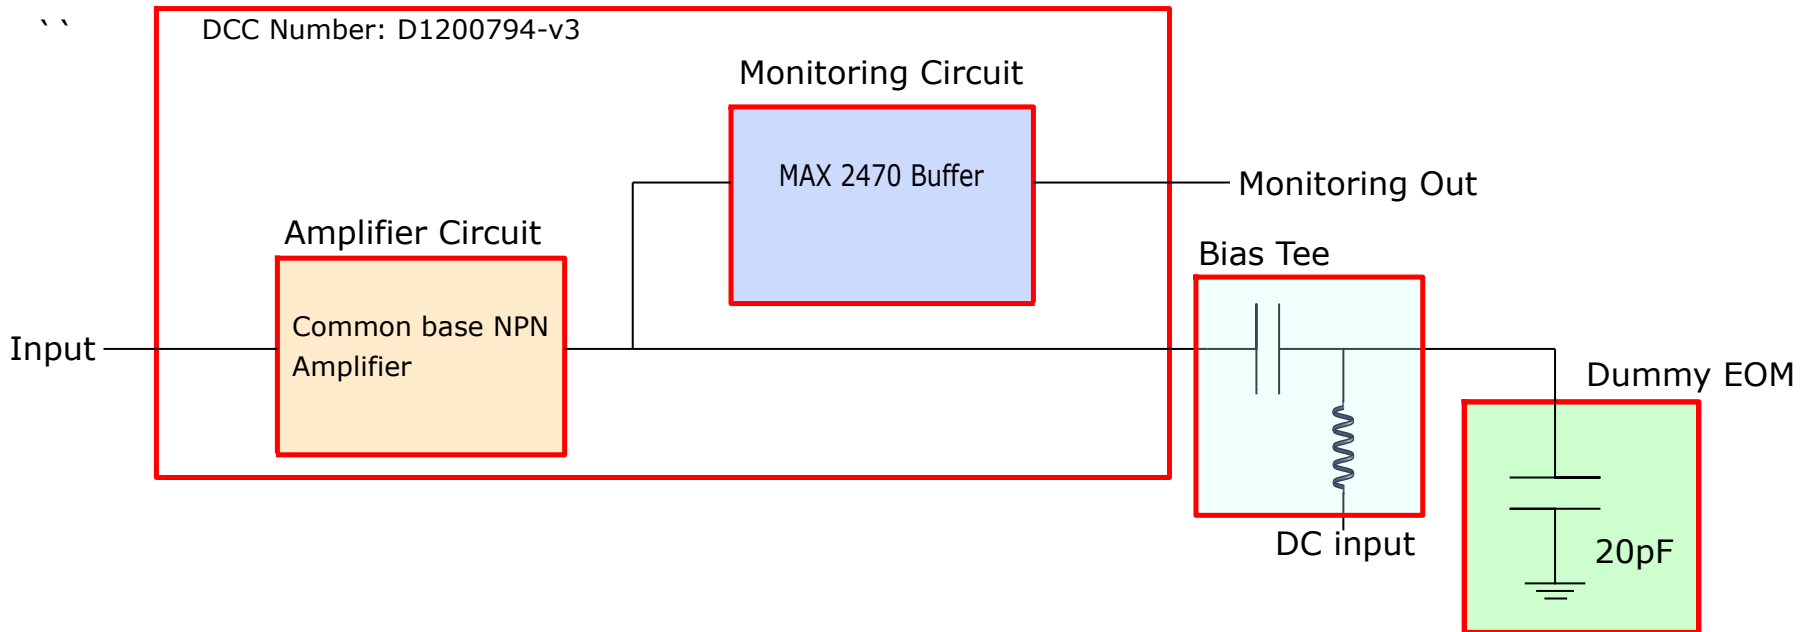 ` `
DCC Number: D1200794-v3
Monitoring Circuit
MAX 2470 Buffer
Monitoring Out
Amplifier Circuit
Bias Tee
Common base NPN
Amplifier
Input
Dummy EOM
DC input
20pF